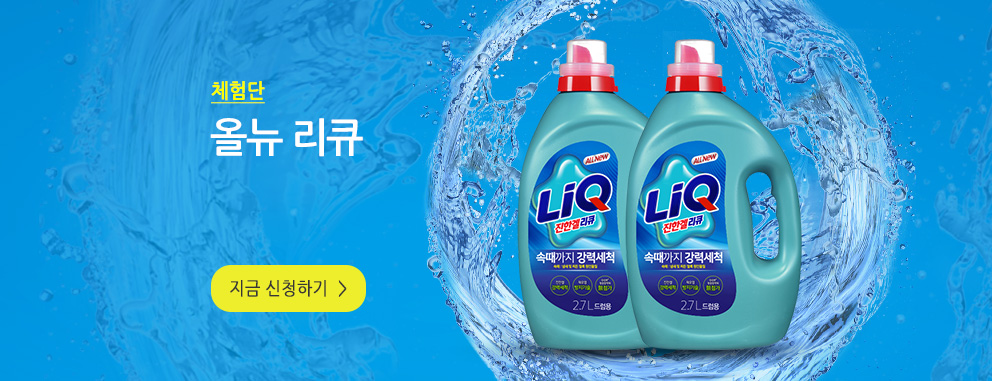 체험단
올뉴 리큐
지금 신청하기 >
ALL NEW
LiQ
진한겔 리큐
속때까지 강력세척
2.7L 드럼용
ALL NEW
LiQ
진한겔 리큐
속때까지 강력세척
2.7L 드럼용